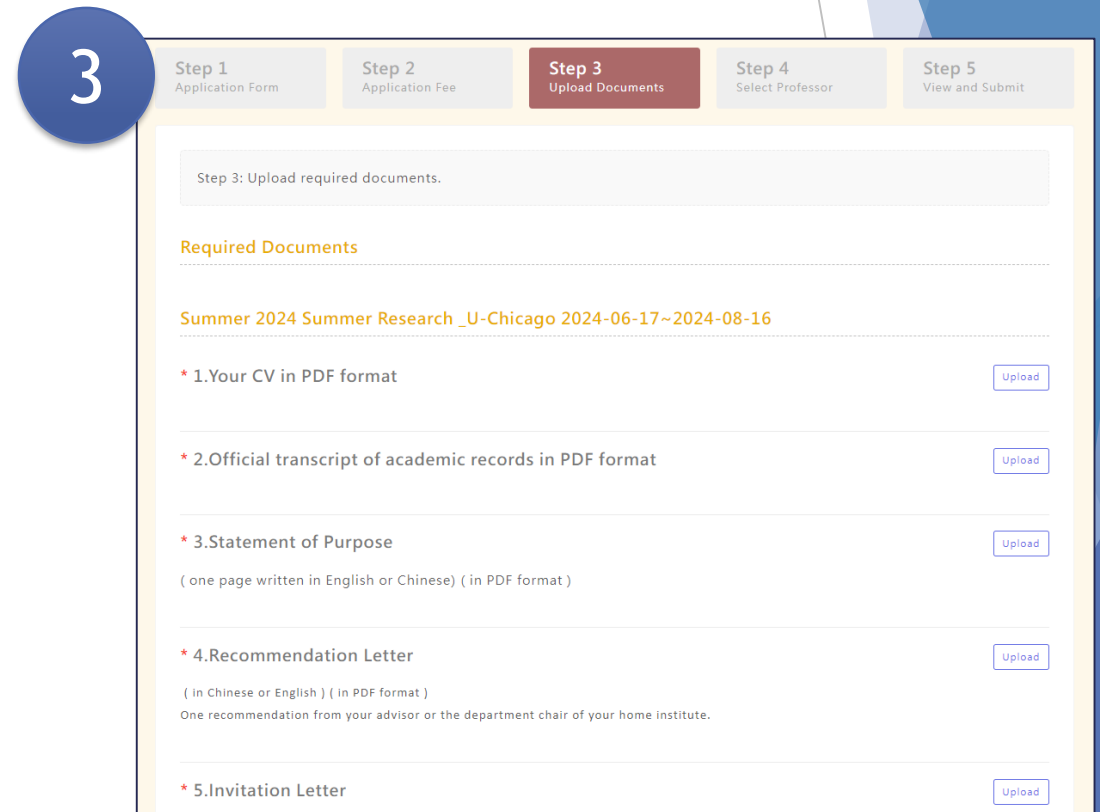 3
Step 1
Application Form
Step 2
Application Fee
Step 3
Upload Documents
Step 4
Select Professor
Step 5
View and Submit
Step 3: Upload required documents.
Required Documents
Summer 2024 Summer Research _U-Chicago 2024-06-17~2024-08-16
* 1.Your CV in PDF format
Upload
* 2.Official transcript of academic records in PDF format
Upload
* 3.Statement of Purpose
Upload
( one page written in English or Chinese) ( in PDF format )
* 4.Recommendation Letter
Upload
( in Chinese or English ) ( in PDF format )
One recommendation from your advisor or the department chair of your home institute.
* 5.Invitation Letter
Upload